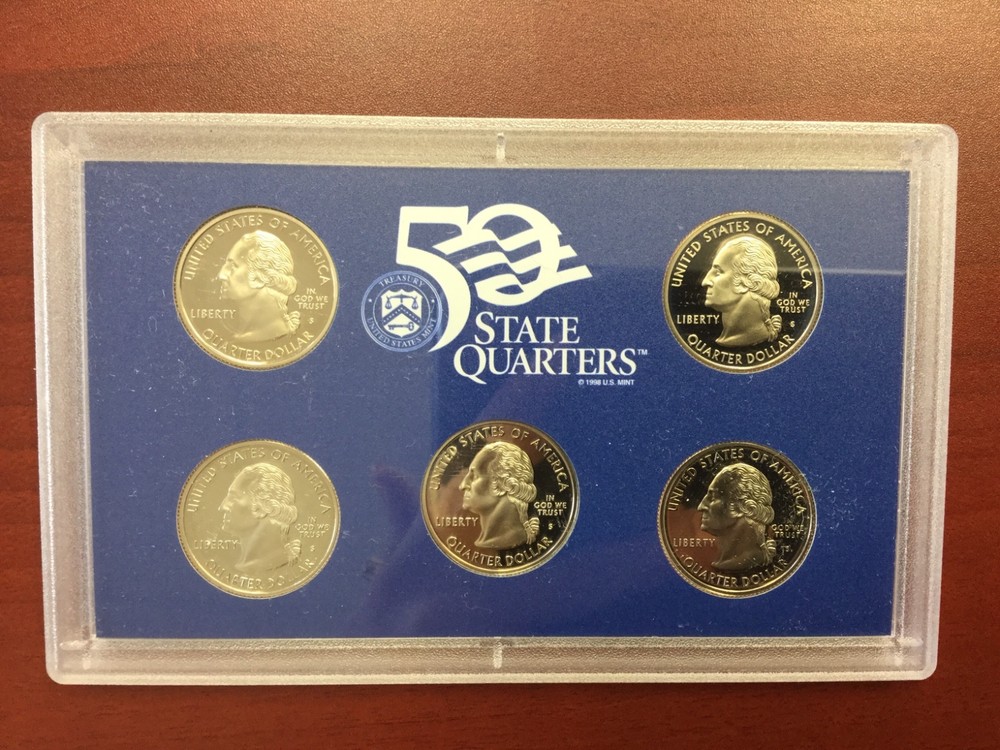 UNITED STATES OF AMERICA
LIBERTY
IN
GOD WE
TRUST
S
QUARTER DOLLAR
50
TREASURY
UNITED STATES MINT
STATE
QUARTERS™
© 1998 U.S. MINT
UNITED STATES OF AMERICA
LIBERTY
IN
GOD WE
TRUST
S
QUARTER DOLLAR
UNITED STATES OF AMERICA
LIBERTY
IN
GOD WE
TRUST
S
QUARTER DOLLAR
UNITED STATES OF AMERICA
LIBERTY
IN
GOD WE
TRUST
S
QUARTER DOLLAR
UNITED STATES OF AMERICA
LIBERTY
GOD WE
TRUST
QUARTER DOLLAR